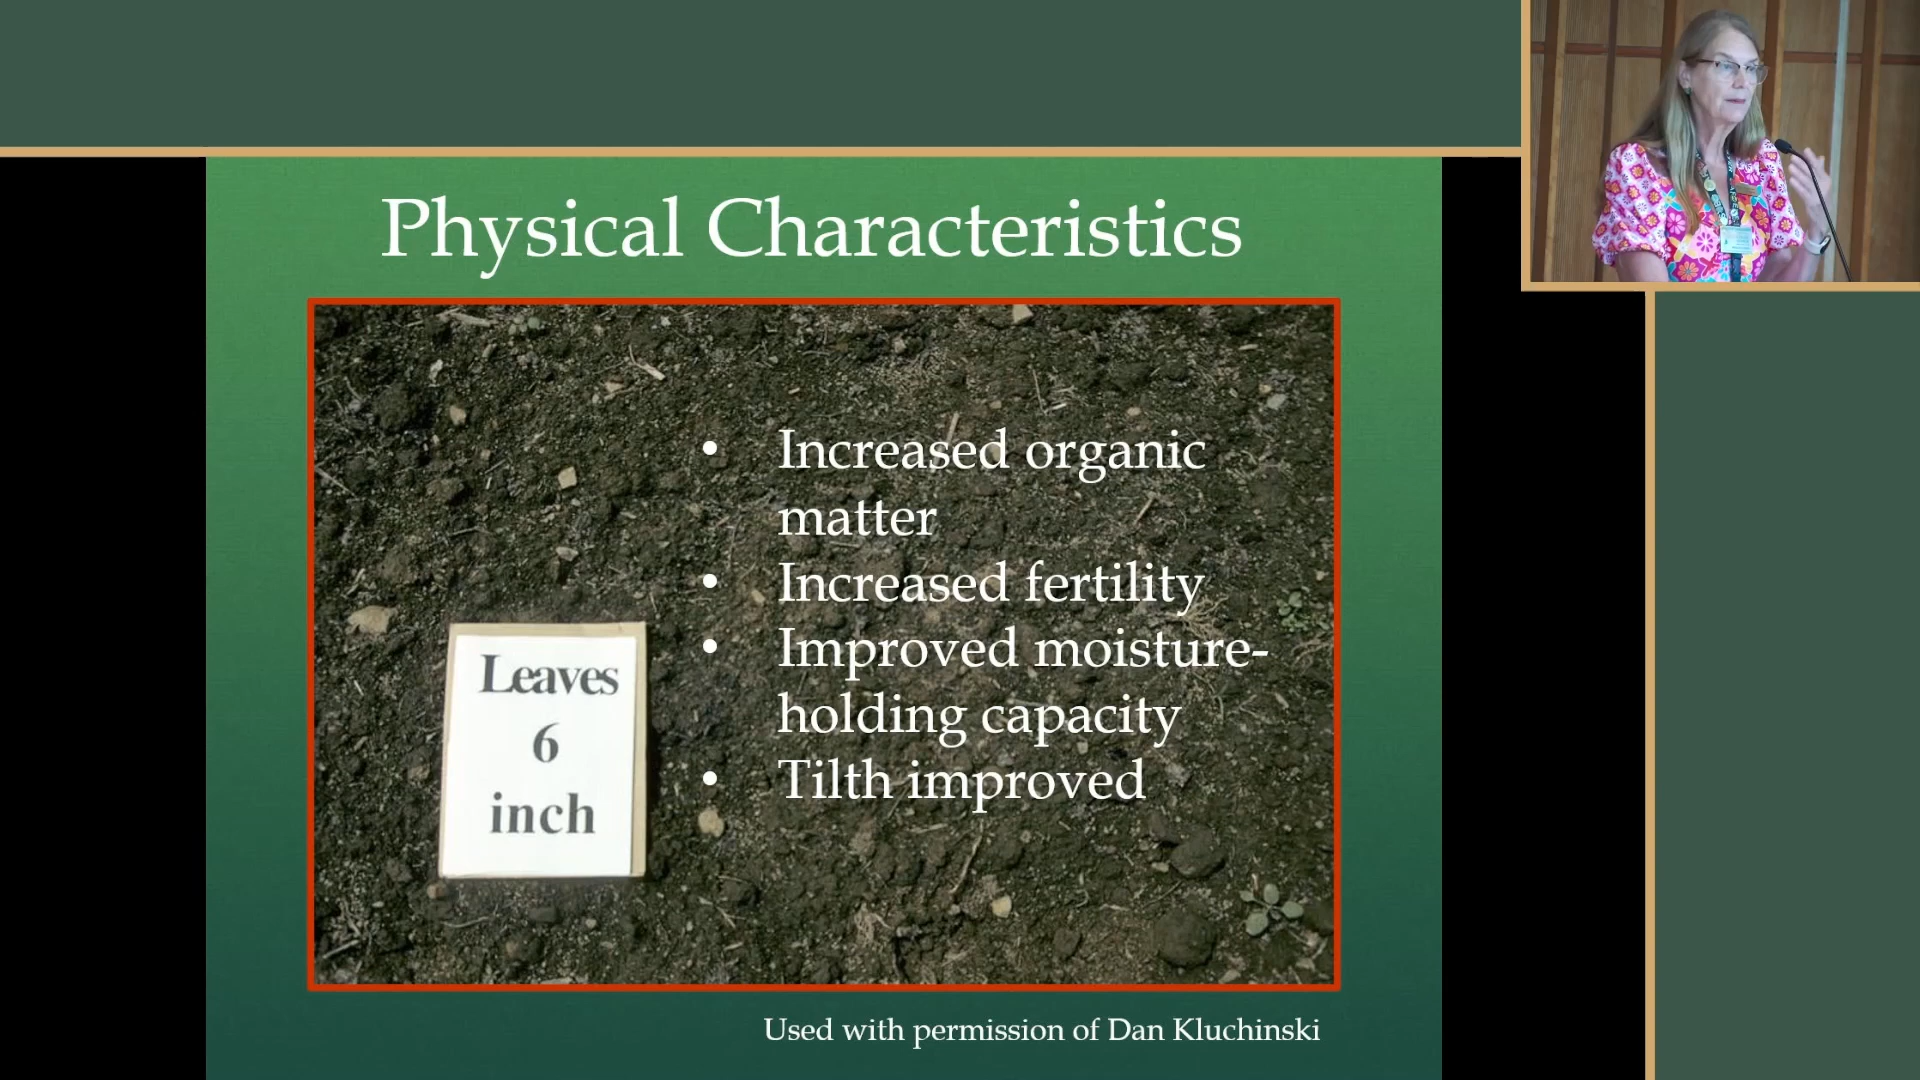 Physical Characteristics
• Increased organic
matter
• Increased fertility
• Improved moisture-
holding capacity
• Tilth improved
Leaves
6
inch
Used with permission of Dan Kluchinski